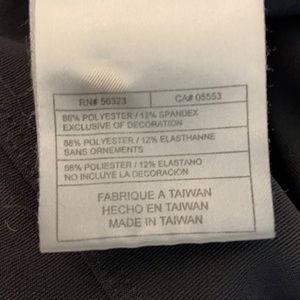 RN# 56323 CA# 05553
88% POLYESTER / 12% SPANDEX
EXCLUSIVE OF DECORATION
88% POLYESTER / 12% ELASTHANNE
SANS ORNEMENTS
88% POLIESTER / 12% ELASTANO
NO INCLUYE LA DECORACION
FABRIQUE A TAIWAN
HECHO EN TAIWAN
MADE IN TAIWAN